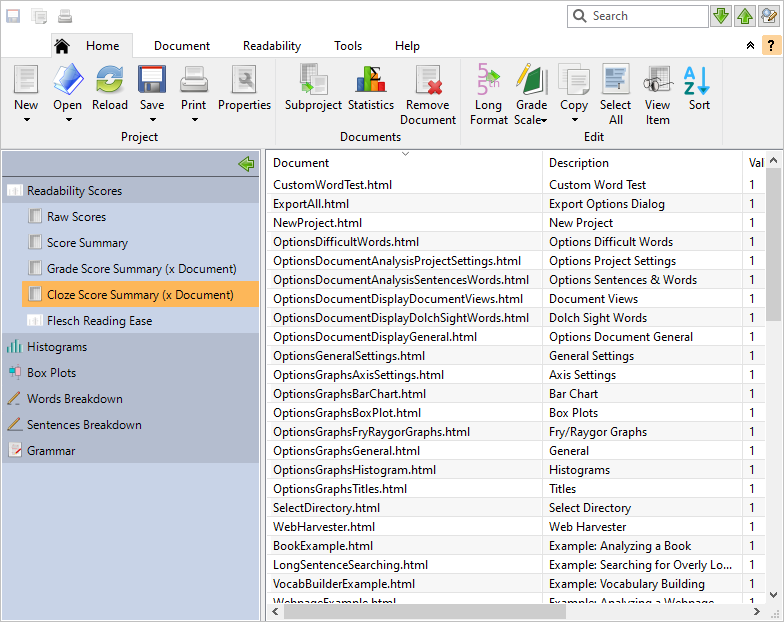 Search
Home Document Readability Tools Help
?
New Open Reload Save Print Properties Subproject Statistics Remove Document Long Format Grade Scale Copy Select All View Item Sort
Project Documents Edit
Readability Scores
Raw Scores
Score Summary
Grade Score Summary (x Document)
Cloze Score Summary (x Document)
Flesch Reading Ease
Histograms
Box Plots
Words Breakdown
Sentences Breakdown
Grammar
Document Description Val
CustomWordTest.html Custom Word Test 1
ExportAll.html Export Options Dialog 1
NewProject.html New Project 1
OptionsDifficultWords.html Options Difficult Words 1
OptionsDocumentAnalysisProjectSettings.html Options Project Settings 1
OptionsDocumentAnalysisSentencesWords.html Options Sentences & Words 1
OptionsDocumentDisplayDocumentViews.html Document Views 1
OptionsDocumentDisplayDolchSightWords.html Dolch Sight Words 1
OptionsDocumentDisplayGeneral.html Options Document General 1
OptionsGeneralSettings.html General Settings 1
OptionsGraphsAxisSettings.html Axis Settings 1
OptionsGraphsBarChart.html Bar Chart 1
OptionsGraphsBoxPlot.html Box Plots 1
OptionsGraphsFryRaygorGraphs.html Fry/Raygor Graphs 1
OptionsGraphsGeneral.html General 1
OptionsGraphsHistogram.html Histograms 1
OptionsGraphsTitles.html Titles 1
SelectDirectory.html Select Directory 1
WebHarvester.html Web Harvester 1
BookExample.html Example: Analyzing a Book 1
LongSentenceSearching.html Example: Searching for Overly Lo... 1
VocabBuilderExample.html Example: Vocabulary Building 1
WebpageExample.html Example: Analyzing a Webpage 1